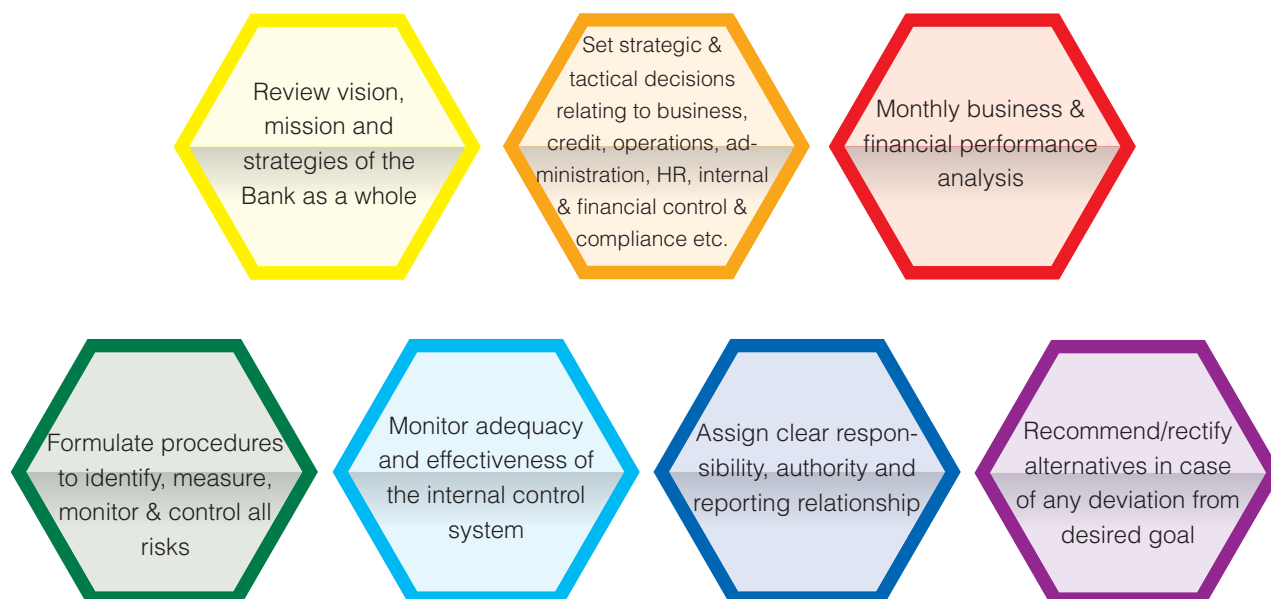 Review vision,
mission and
strategies of the
Bank as a whole
Set strategic &
tactical decisions
relating to business,
credit, operations, ad-
ministration, HR, internal
& financial control &
compliance etc.
Monthly business &
financial performance
analysis
Formulate procedures
to identify, measure,
monitor & control all
risks
Monitor adequacy
and effectiveness of
the internal control
system
Assign clear respon-
sibility, authority and
reporting relationship
Recommend/rectify
alternatives in case
of any deviation from
desired goal